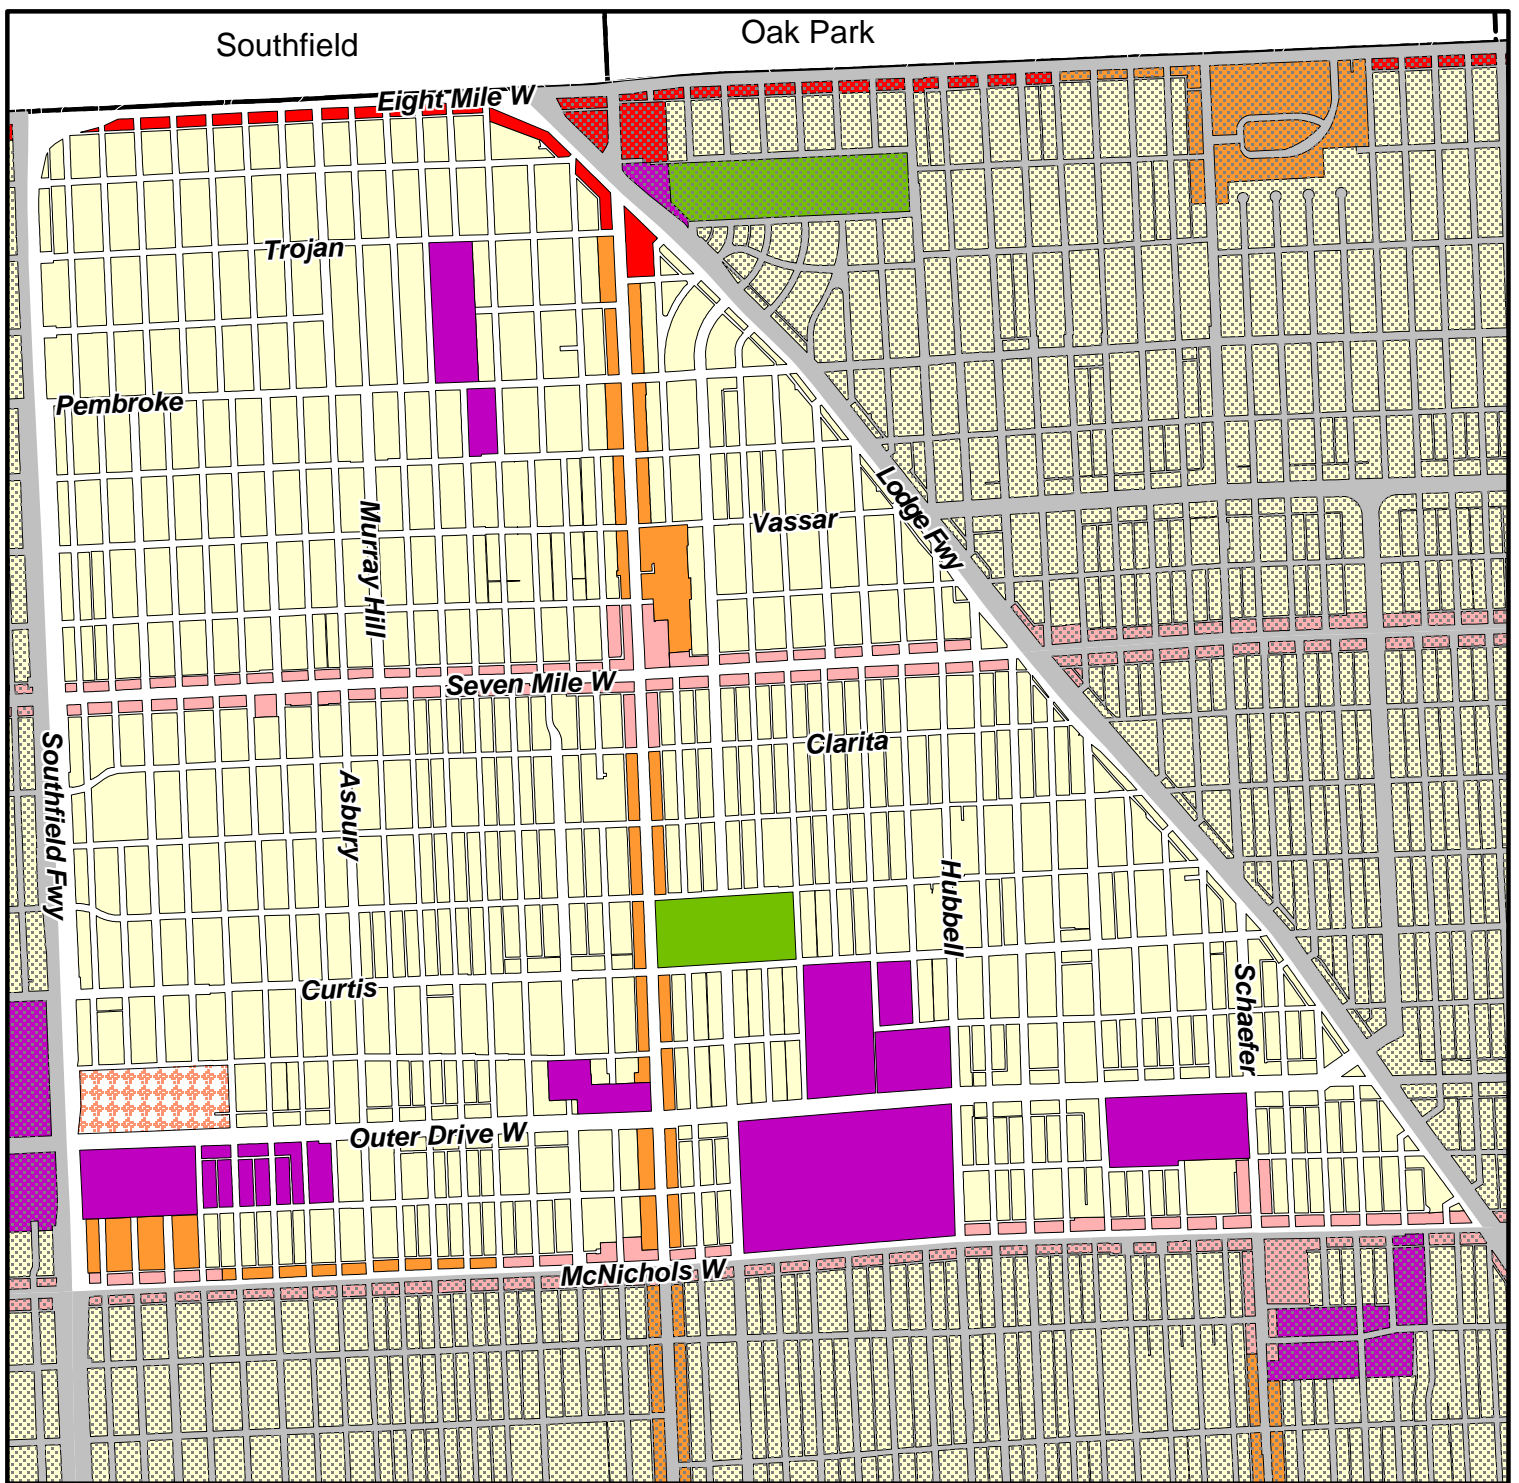 Southfield
Oak Park
Eight Mile W
Trojan
Pembroke
Murray Hill
Vassar
Lodge Fwy
Seven Mile W
Southfield Fwy
Asbury
Clarita
Hubbell
Curtis
Schaefer
Outer Drive W
McNichols W